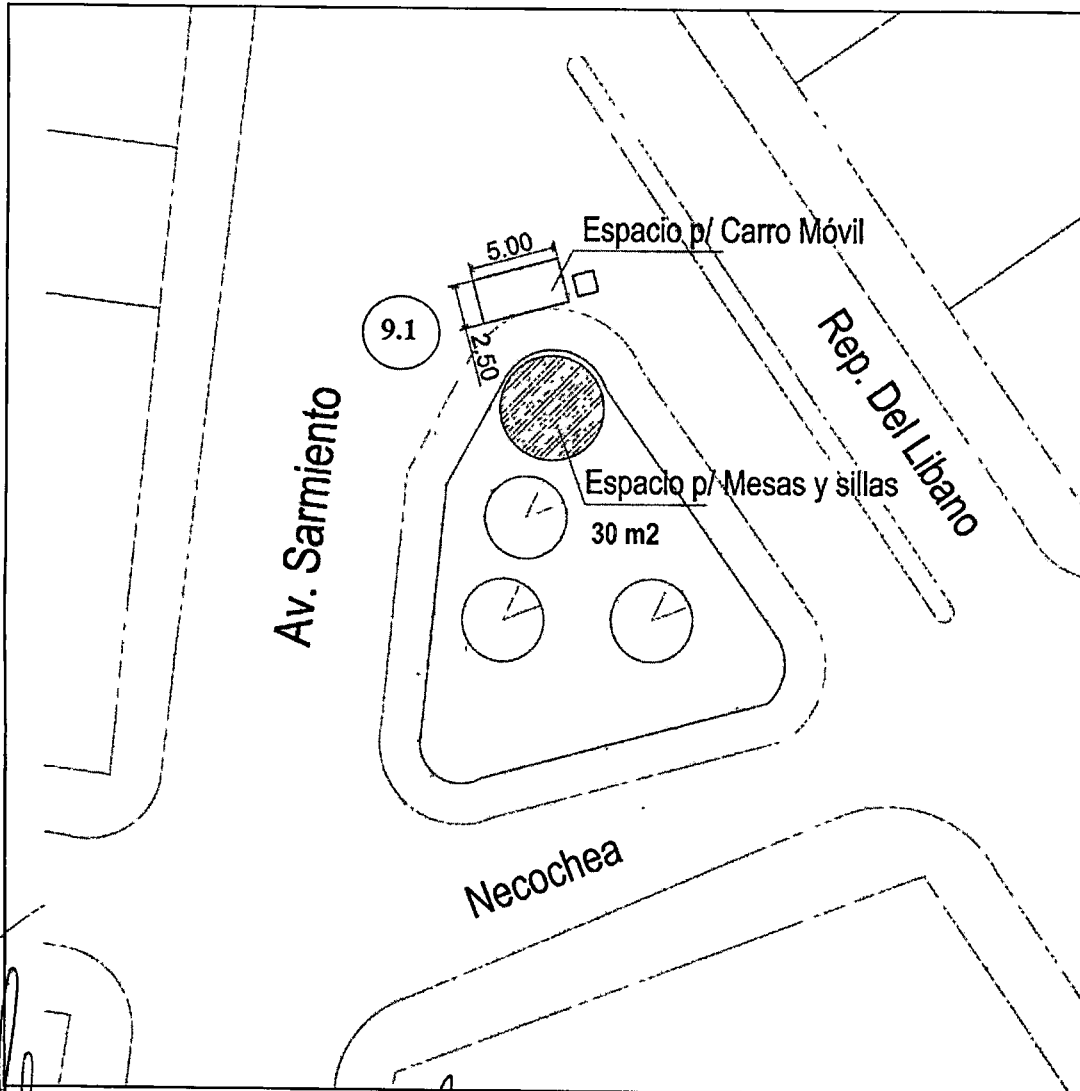 5.00
Espacio p/ Carro Móvil
9.1
2.50
Rep. Del Libano
Av. Sarmiento
Espacio p/ Mesas y sillas
30 m2
Necochea